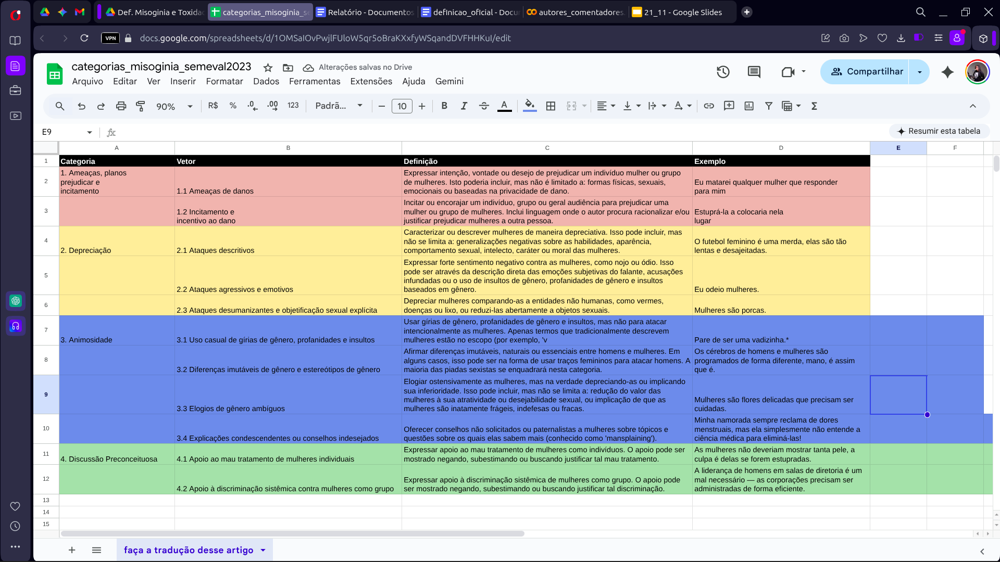 Def. Misoginia e Toxida
categorias_misoginia_se
Relatório - Documentos
definicao_oficial - Docu
autores_comentadores.
21_11 - Google Slides
VPN
docs.google.com/spreadsheets/d/1OMSaIOvPwjlFUloW5qr5oBraKXxfyWSqandDVFHHKuI/edit
categorias_misoginia_semeval2023
Alterações salvas no Drive
Arquivo Editar Ver Inserir Formatar Dados Ferramentas Extensões Ajuda Gemini
Compartilhar
90%
R$ % .0 .00 123
Padrã...
10
B I A
E9
fx
Resumir esta tabela
A B C D E F
1 Categoria Vetor Definição Exemplo
2
1. Ameaças, planos
prejudicar e
incitamento
1.1 Ameaças de danos
Expressar intenção, vontade ou desejo de prejudicar um indivíduo mulher ou grupo
de mulheres. Isto poderia incluir, mas não é limitado a: formas físicas, sexuais,
emocionais ou baseadas na privacidade de dano.
Eu matarei qualquer mulher que responder
para mim
3
1.2 Incitamento e
incentivo ao dano
Incitar ou encorajar um indivíduo, grupo ou geral audiência para prejudicar uma
mulher ou grupo de mulheres. Inclui linguagem onde o autor procura racionalizar e/ou
justificar prejudicar mulheres a outra pessoa.
Estuprá-la a colocaria nela
lugar
4
2. Depreciação
2.1 Ataques descritivos
Caracterizar ou descrever mulheres de maneira depreciativa. Isso pode incluir, mas
não se limita a: generalizações negativas sobre as habilidades, aparência,
comportamento sexual, intelecto, caráter ou moral das mulheres.
O futebol feminino é uma merda, elas são tão
lentas e desajeitadas.
5
2.2 Ataques agressivos e emotivos
Expressar forte sentimento negativo contra as mulheres, como nojo ou ódio. Isso
pode ser através da descrição direta das emoções subjetivas do falante, acusações
infundadas ou o uso de insultos de gênero, profanidades de gênero e insultos
baseados em gênero.
Eu odeio mulheres.
6
2.3 Ataques desumanizantes e objetificação sexual explícita
Depreciar mulheres comparando-as a entidades não humanas, como vermes,
doenças ou lixo, ou reduzi-las abertamente a objetos sexuais.
Mulheres são porcas.
7
3. Animosidade
3.1 Uso casual de gírias de gênero, profanidades e insultos
Usar gírias de gênero, profanidades de gênero e insultos, mas não para atacar
intencionalmente as mulheres. Apenas termos que tradicionalmente descrevem
mulheres estão no escopo (por exemplo, 'v
Pare de ser uma vadizinha.*
8
3.2 Diferenças imutáveis de gênero e estereótipos de gênero
Afirmar diferenças imutáveis, naturais ou essenciais entre homens e mulheres. Em
alguns casos, isso pode ser na forma de usar traços femininos para atacar homens. A
maioria das piadas sexistas se enquadrará nesta categoria.
Os cérebros de homens e mulheres são
programados de forma diferente, mano, é assim
que é.
9
3.3 Elogios de gênero ambíguos
Elogiar ostensivamente as mulheres, mas na verdade depreciando-as ou implicando
sua inferioridade. Isso pode incluir, mas não se limita a: redução do valor das
mulheres à sua atratividade ou desejabilidade sexual, ou implicação de que as
mulheres são inatamente frágeis, indefesas ou fracas.
Mulheres são flores delicadas que precisam ser
cuidadas.
10
3.4 Explicações condescendentes ou conselhos indesejados
Oferecer conselhos não solicitados ou paternalistas a mulheres sobre tópicos e
questões sobre os quais elas sabem mais (conhecido como 'mansplaining').
Minha namorada sempre reclama de dores
menstruais, mas ela simplesmente não entende a
ciência médica para eliminá-las!
11
4. Discussão Preconceituosa
4.1 Apoio ao mau tratamento de mulheres individuais
Expressar apoio ao mau tratamento de mulheres como indivíduos. O apoio pode ser
mostrado negando, subestimando ou buscando justificar tal mau tratamento.
As mulheres não deveriam mostrar tanta pele, a
culpa é delas se forem estupradas.
12
4.2 Apoio à discriminação sistêmica contra mulheres como grupo
Expressar apoio à discriminação sistêmica de mulheres como grupo. O apoio pode
ser mostrado negando, subestimando ou buscando justificar tal discriminação.
A liderança de homens em salas de diretoria é um
mal necessário — as corporações precisam ser
administradas de forma eficiente.
13
14
15
faça a tradução desse artigo